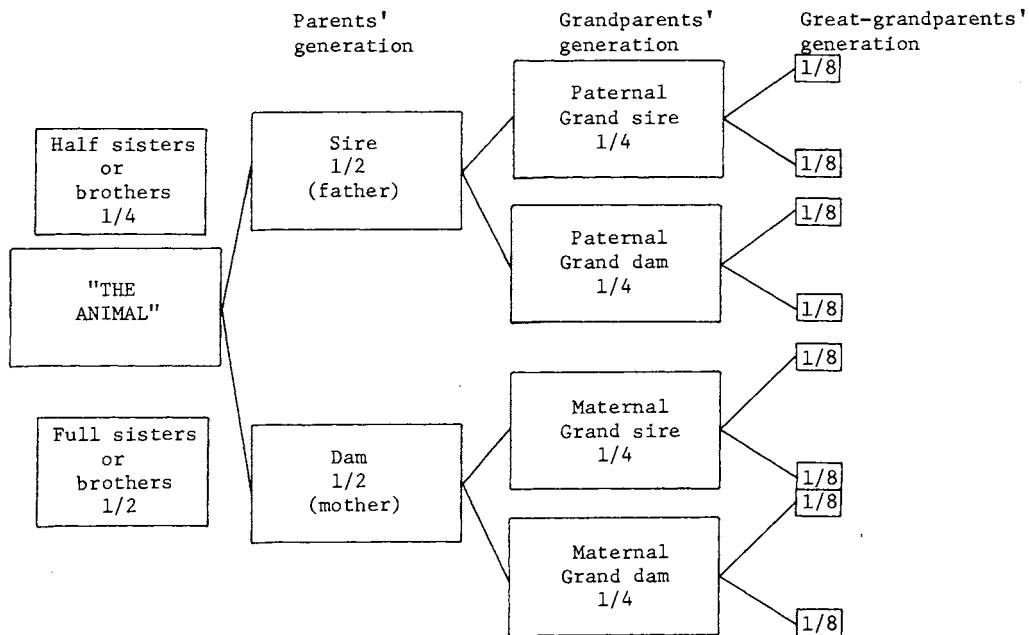 Parents'
generation
Grandparents'
generation
Great-grandparents'
generation
Half sisters
or
brothers
1/4
"THE
ANIMAL"
Full sisters
or
brothers
1/2
Sire
1/2
(father)
Dam
1/2
(mother)
Paternal
Grand sire
1/4
Paternal
Grand dam
1/4
Maternal
Grand sire
1/4
Maternal
Grand dam
1/4
1/8
1/8
1/8
1/8
1/8
1/8
1/8
1/8